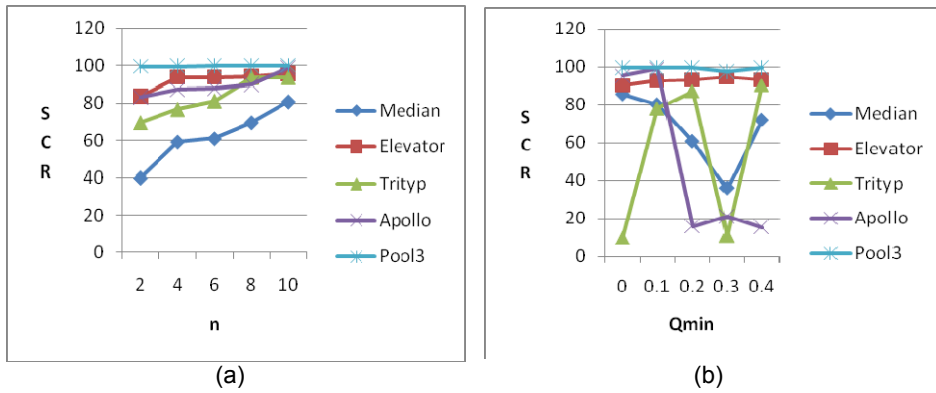 120
100
80
60
40
20
0
S
C
R
2 4 6 8 10
n
Median
Elevator
Trityp
Apollo
Pool3
(a)
120
100
80
60
40
20
0
S
C
R
0 0.1 0.2 0.3 0.4
Qmin
Median
Elevator
Trityp
Apollo
Pool3
(b)